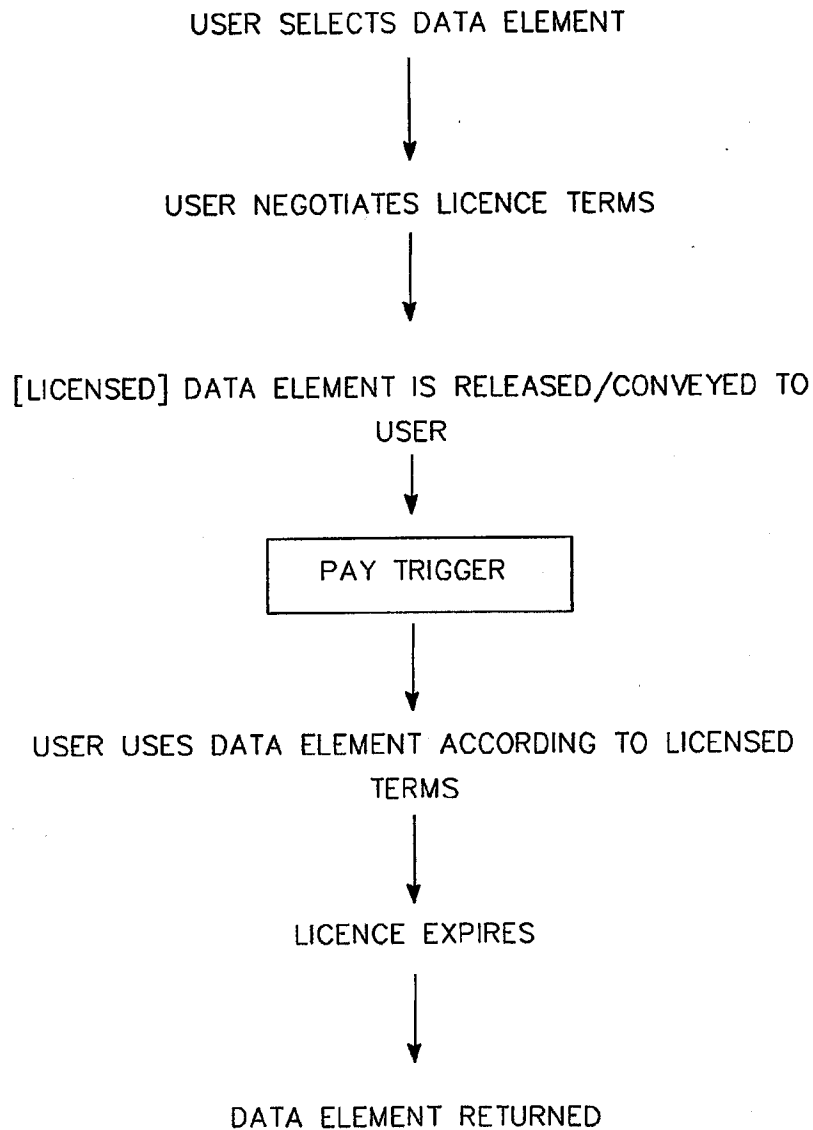 USER SELECTS DATA ELEMENT
USER NEGOTIATES LICENCE TERMS
[LICENSED] DATA ELEMENT IS RELEASED/CONVEYED TO
USER
PAY TRIGGER
USER USES DATA ELEMENT ACCORDING TO LICENSED
TERMS
LICENCE EXPIRES
DATA ELEMENT RETURNED